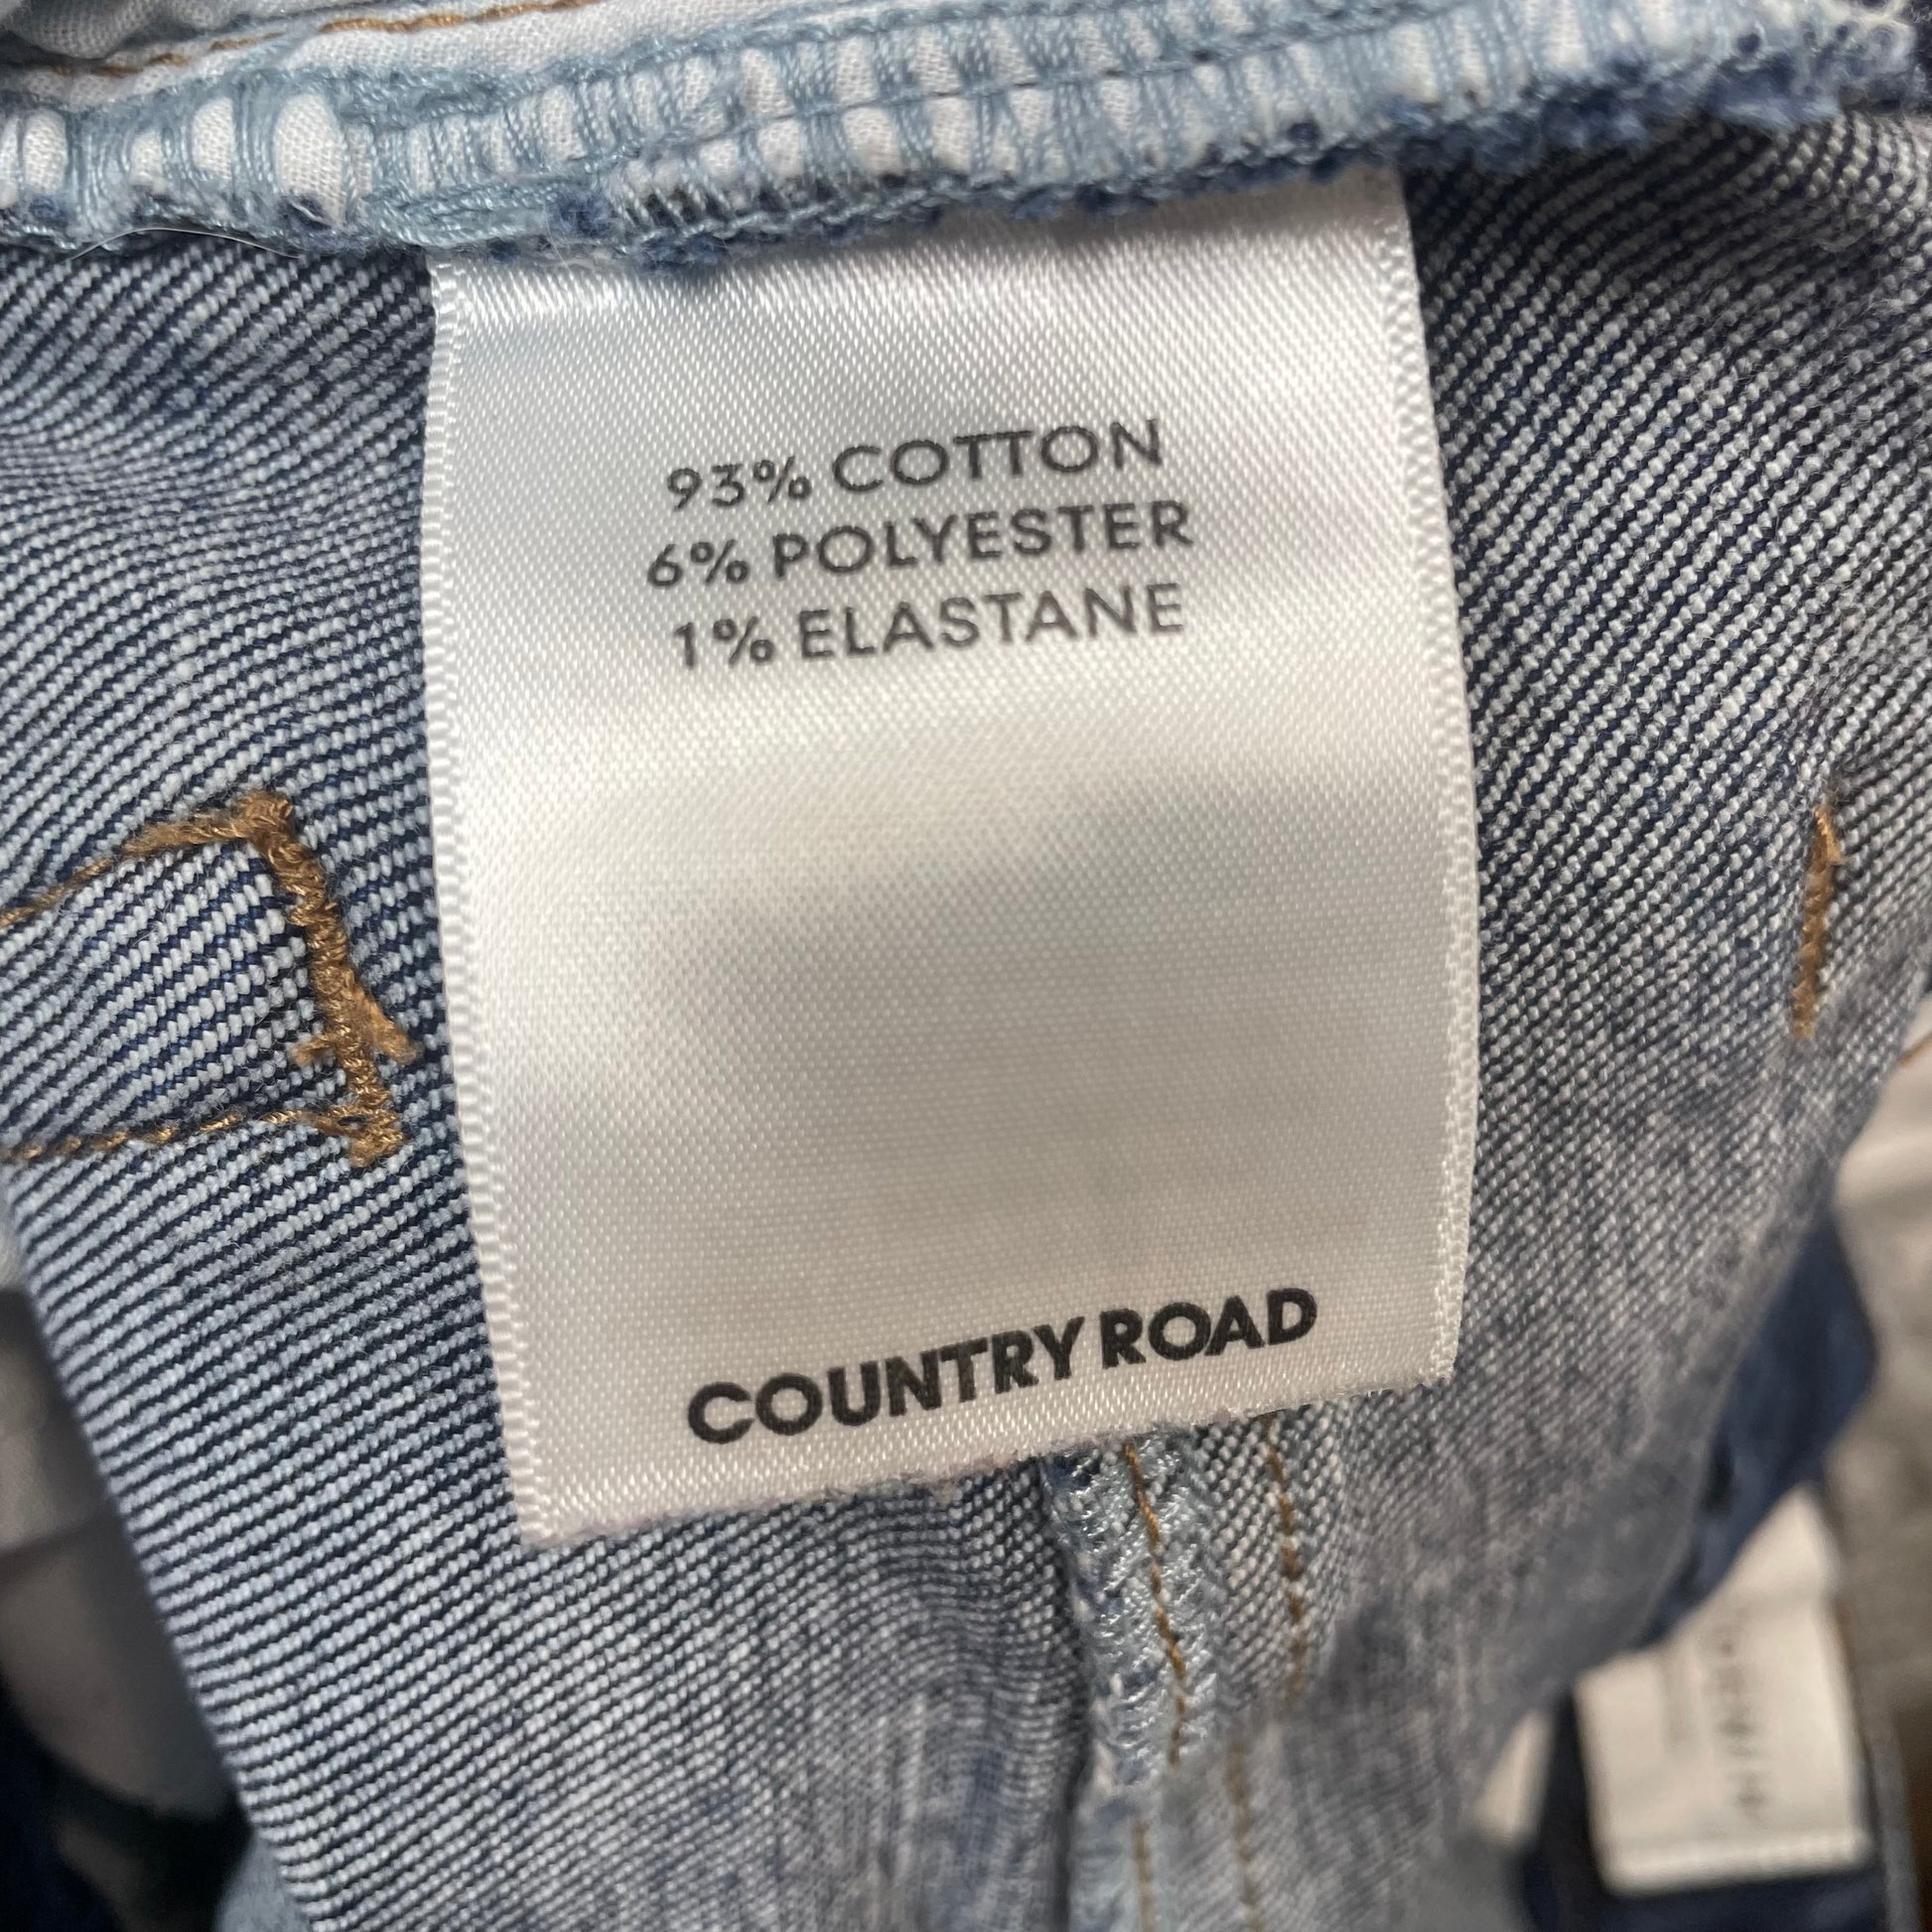 93% COTTON
6% POLYESTER
1% ELASTANE
COUNTRY ROAD